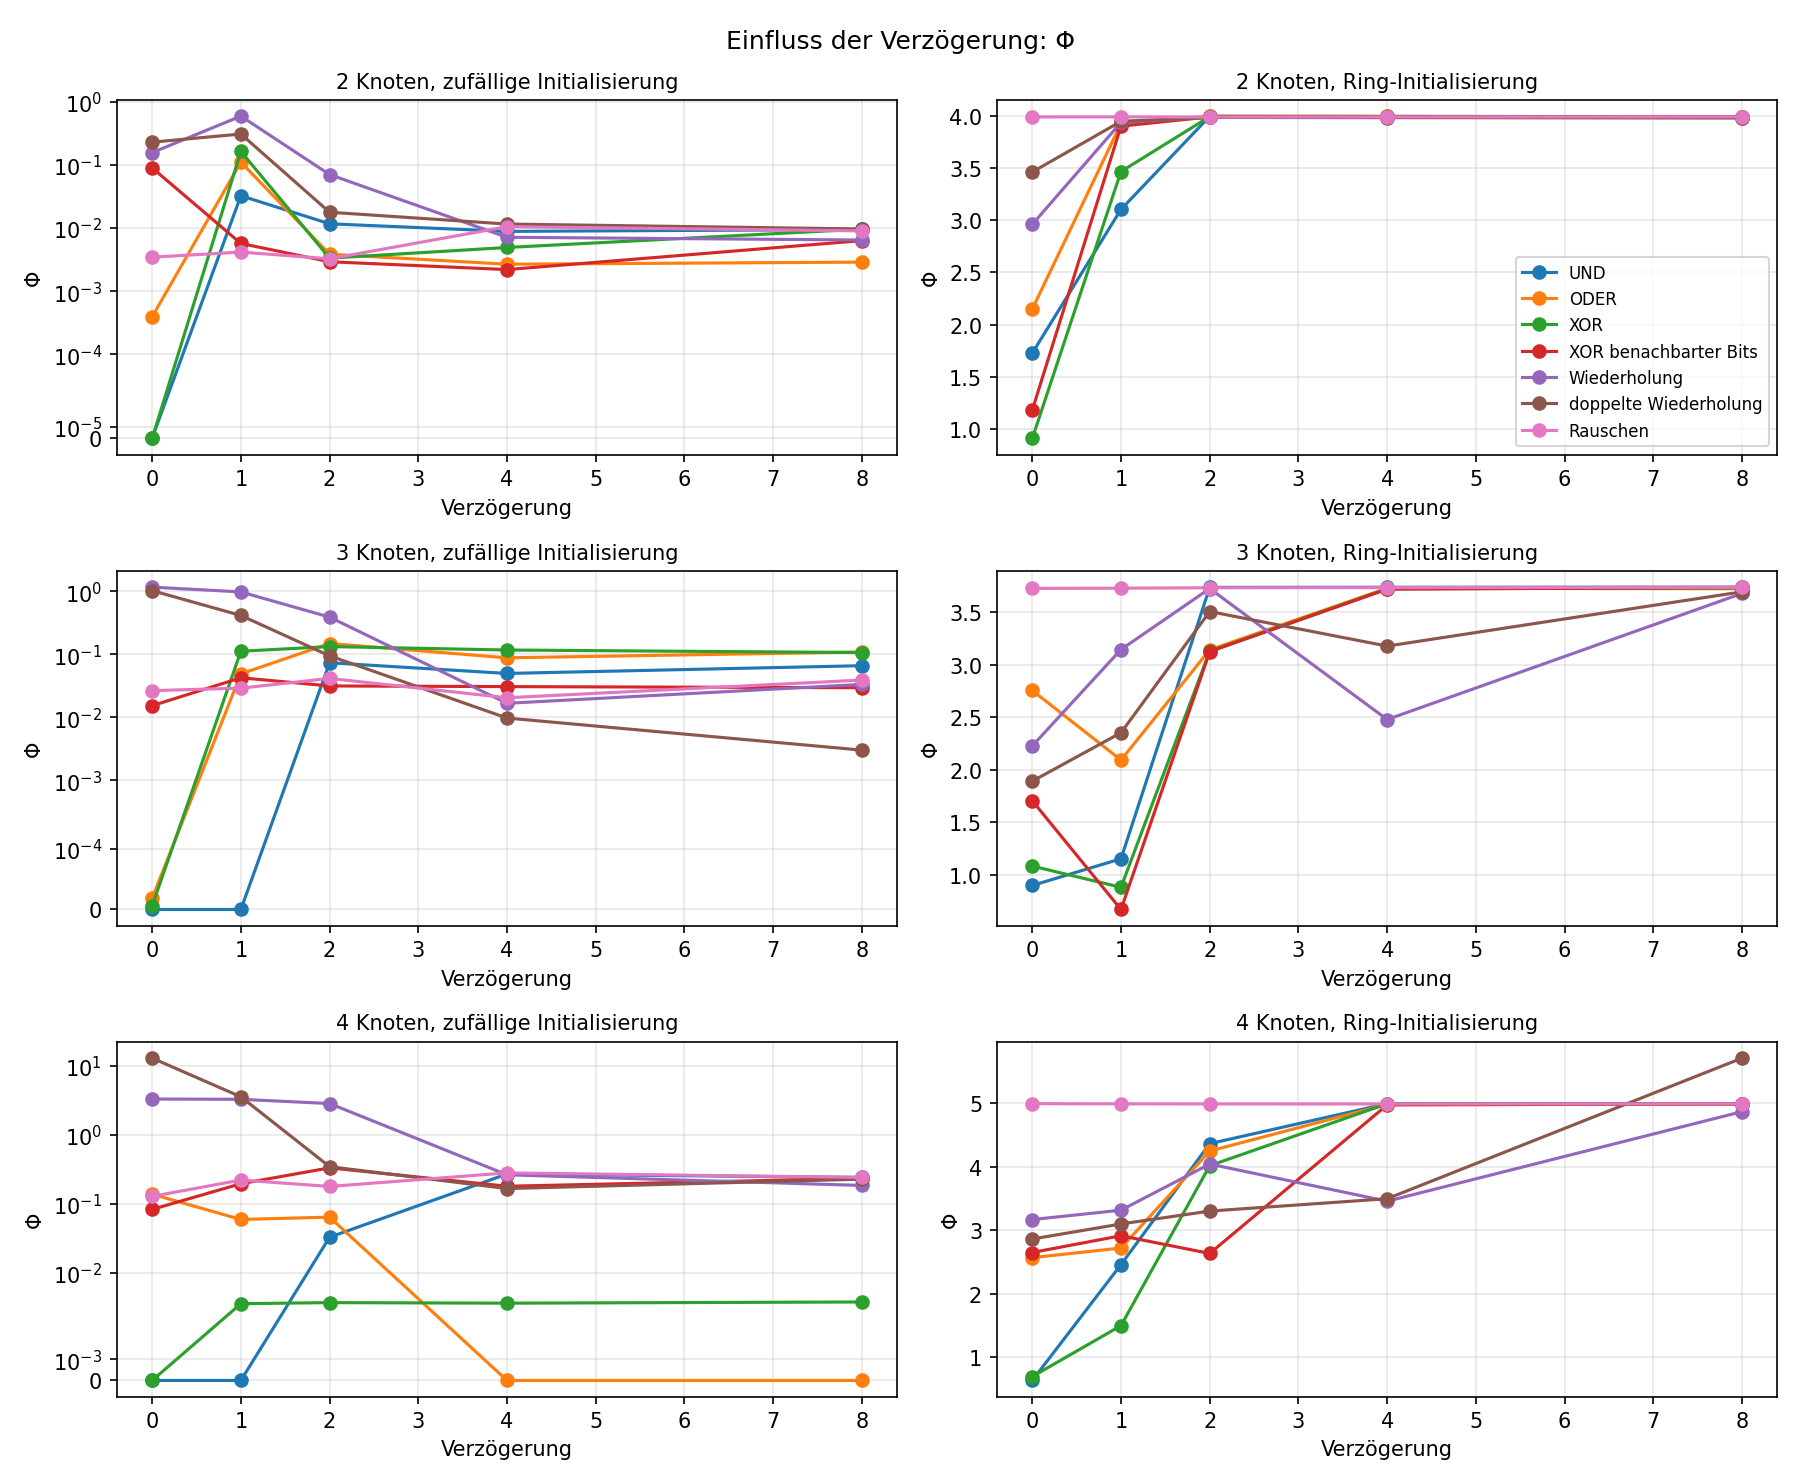 Einfluss der Verzögerung: Φ
2 Knoten, zufällige Initialisierung
Φ
10⁰
10⁻¹
10⁻²
10⁻³
10⁻⁴
10⁻⁵
0
0 1 2 3 4 5 6 7 8
Verzögerung
2 Knoten, Ring-Initialisierung
Φ
4.0
3.5
3.0
2.5
2.0
1.5
1.0
UND
ODER
XOR
XOR benachbarter Bits
Wiederholung
doppelte Wiederholung
Rauschen
0 1 2 3 4 5 6 7 8
Verzögerung
3 Knoten, zufällige Initialisierung
Φ
10⁰
10⁻¹
10⁻²
10⁻³
10⁻⁴
0
0 1 2 3 4 5 6 7 8
Verzögerung
3 Knoten, Ring-Initialisierung
Φ
3.5
3.0
2.5
2.0
1.5
1.0
0 1 2 3 4 5 6 7 8
Verzögerung
4 Knoten, zufällige Initialisierung
Φ
10¹
10⁰
10⁻¹
10⁻²
10⁻³
0
0 1 2 3 4 5 6 7 8
Verzögerung
4 Knoten, Ring-Initialisierung
Φ
5
4
3
2
1
0 1 2 3 4 5 6 7 8
Verzögerung